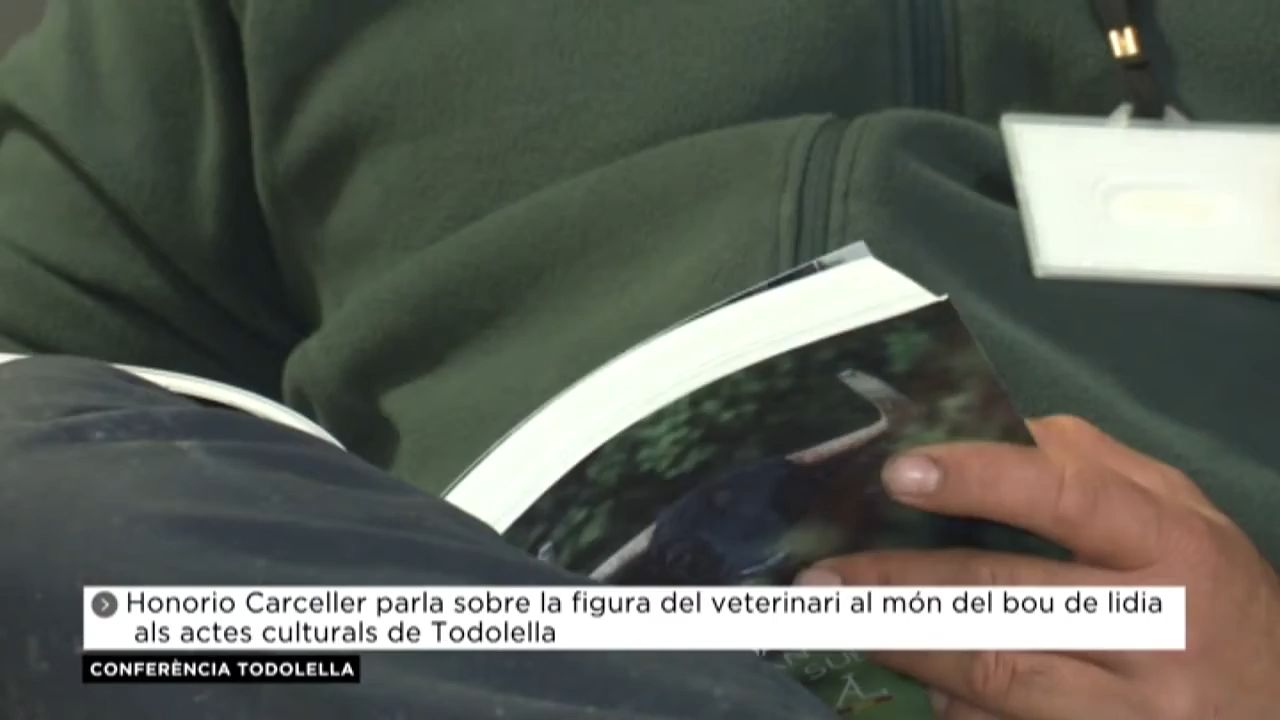 Honorio Carceller parla sobre la figura del veterinari al món del bou de lidia
als actes culturals de Todolella
CONFERÈNCIA TODOLELLA